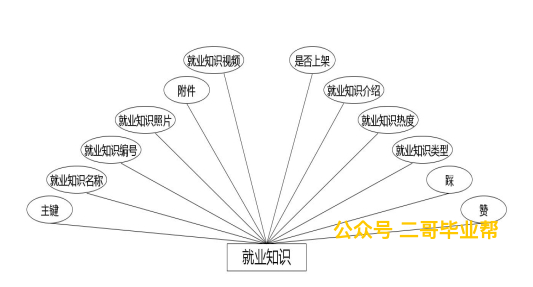 就业知识视频
是否上架
附件
就业知识介绍
就业知识照片
就业知识热度
就业知识编号
就业知识类型
就业知识名称
踩
主键
赞
公众号 二哥毕业帮
就业知识